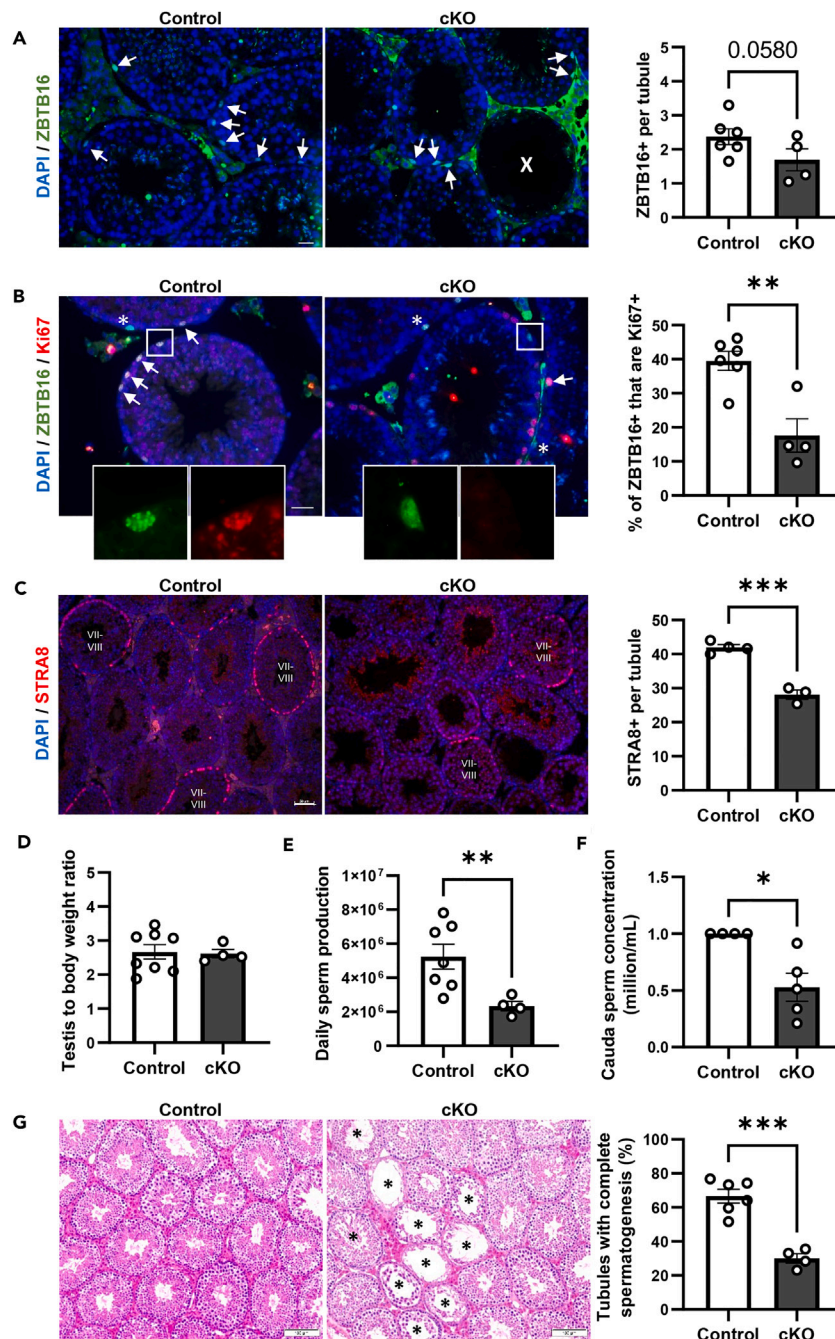 Control
cKO
A
DAPI / ZBTB16
X
ZBTB16+ per tubule
5
4
3
2
1
0
0.0580
Control
cKO
Control
cKO
B
DAPI / ZBTB16 / Ki67
*
*
*
% of ZBTB16+ that are Ki67+
50
40
30
20
10
0
**
Control
cKO
Control
cKO
C
DAPI / STRA8
VII-
VIII
VII-
VIII
VII-
VIII
VII-
VIII
VII-
VIII
STRA8+ per tubule
50
40
30
20
10
0
***
Control
cKO
D
Testis to body weight ratio
5
4
3
2
1
0
Control
cKO
E
Daily sperm production
1×10⁷
8×10⁶
6×10⁶
4×10⁶
2×10⁶
0
**
Control
cKO
F
Cauda sperm concentration
(million/mL)
1.5
1.0
0.5
0.0
*
Control
cKO
Control
cKO
G
*
*
*
*
*
*
*
*
*
*
*
Tubules with complete
spermatogenesis (%)
100
80
60
40
20
0
***
Control
cKO